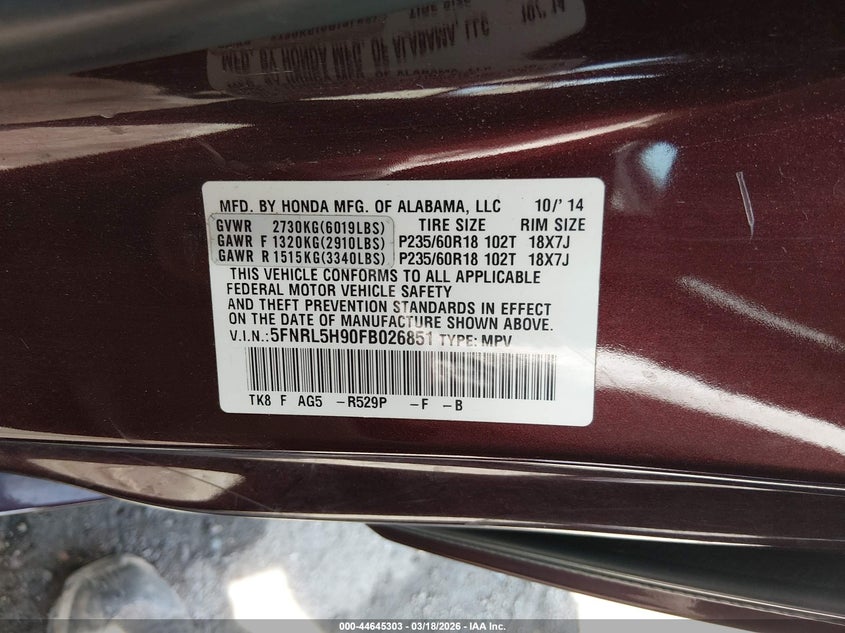 MFD. BY HONDA MFG. OF ALABAMA, LLC 10/'14
GVWR 2730KG(6019LBS) TIRE SIZE RIM SIZE
GAWR F 1320KG(2910LBS) P235/60R18 102T 18X7J
GAWR R 1515KG(3340LBS) P235/60R18 102T 18X7J
THIS VEHICLE CONFORMS TO ALL APPLICABLE
FEDERAL MOTOR VEHICLE SAFETY
AND THEFT PREVENTION STANDARDS IN EFFECT
ON THE DATE OF MANUFACTURE SHOWN ABOVE.
V.I.N.:5FNRL5H90FB026851 TYPE: MPV
TK8 F AG5 -R529P -F -B
000-44645303 - 03/18/2026 - IAA Inc.